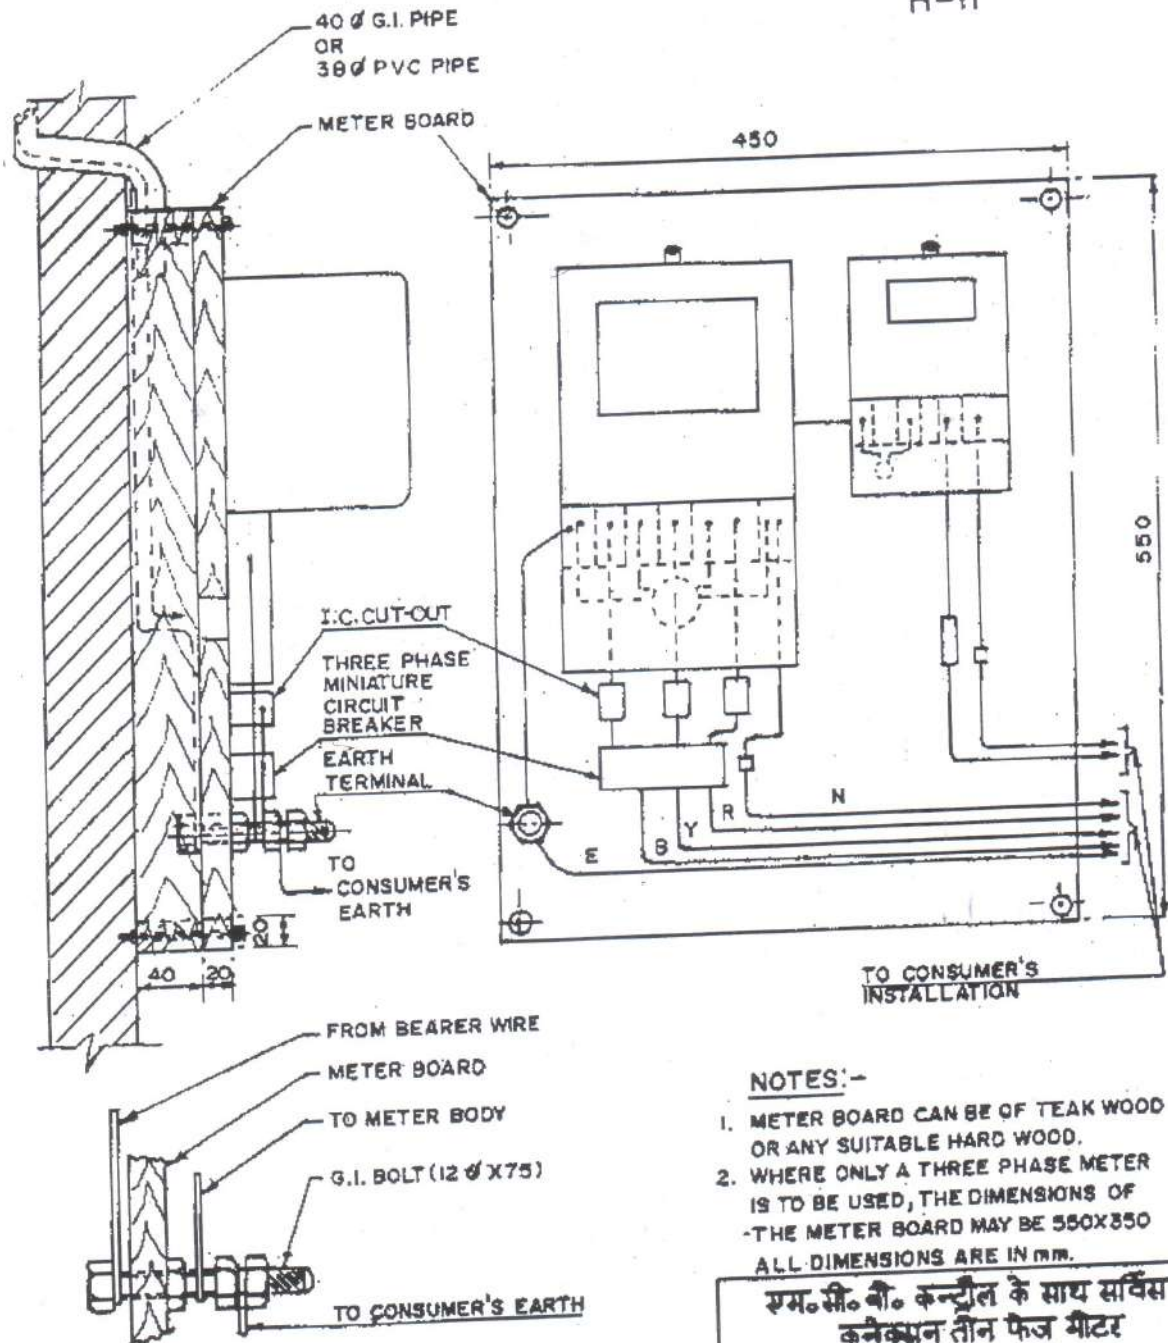 40 Ø G.I. PIPE
OR
38Ø PVC PIPE
METER BOARD
450
550
I.C. CUT-OUT
THREE PHASE
MINIATURE
CIRCUIT
BREAKER
EARTH
TERMINAL
N
R
Y
B
E
TO
CONSUMER'S
EARTH
20
40
20
TO CONSUMER'S
INSTALLATION
FROM BEARER WIRE
METER BOARD
TO METER BODY
G.I. BOLT (12 Ø X75)
TO CONSUMER'S EARTH
NOTES:-
1. METER BOARD CAN BE OF TEAK WOOD
OR ANY SUITABLE HARD WOOD.
2. WHERE ONLY A THREE PHASE METER
IS TO BE USED, THE DIMENSIONS OF
THE METER BOARD MAY BE 550X350
ALL DIMENSIONS ARE IN mm.
एम॰ सी॰ बी॰ कन्ट्रौल के साथ सर्विस
कनेक्सन तीन फेज मीटर